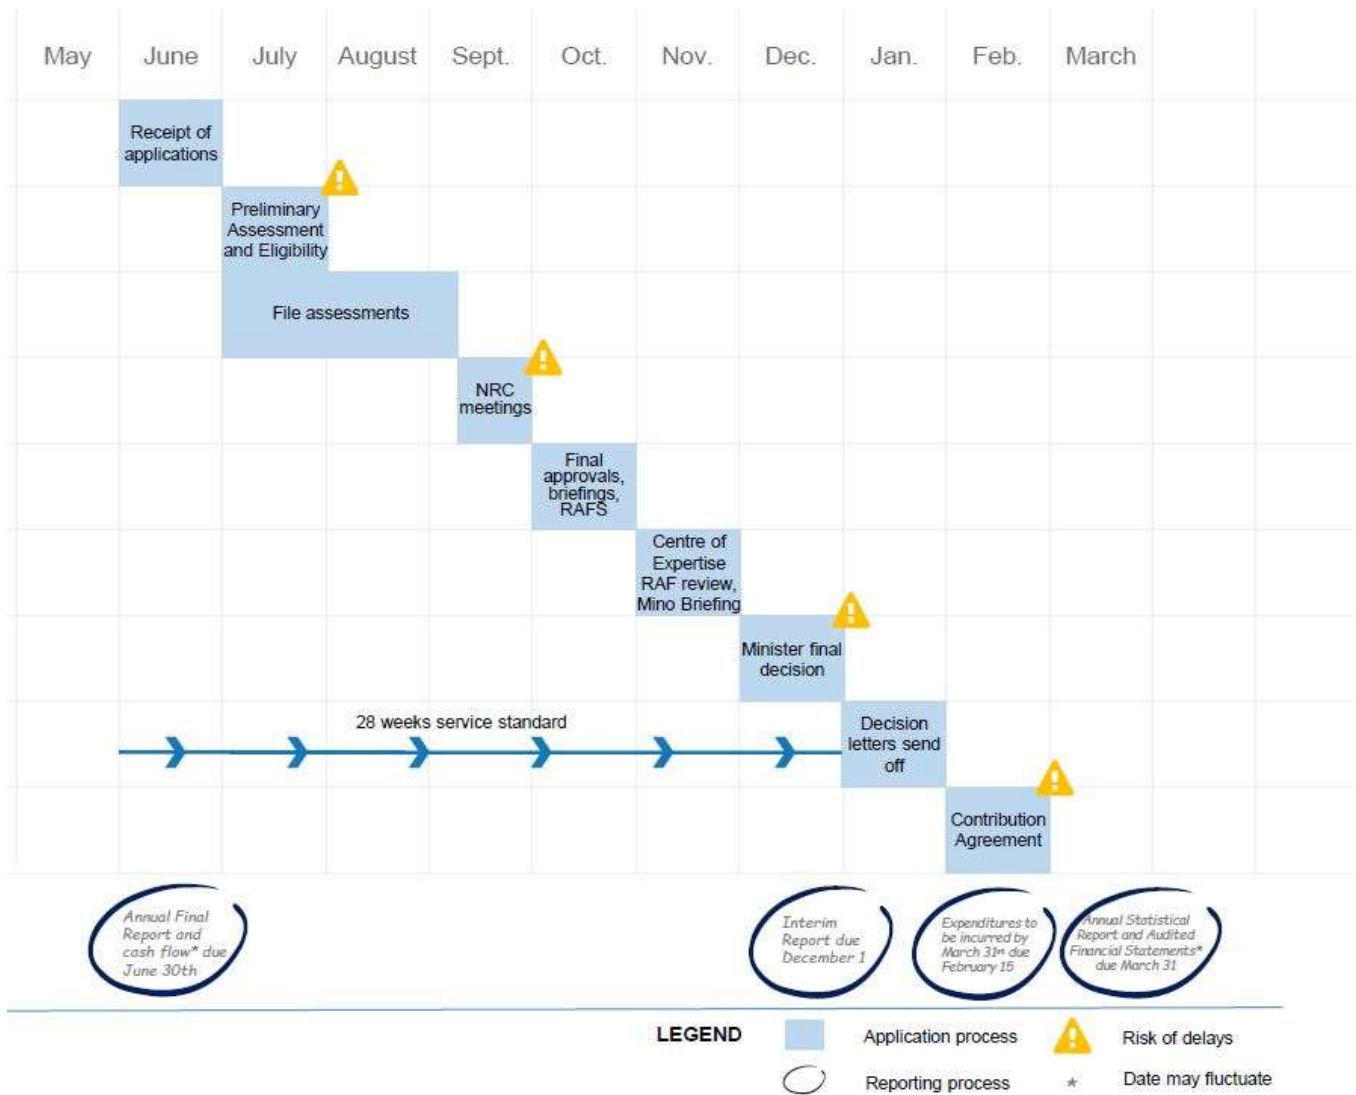 May June July August Sept. Oct. Nov. Dec. Jan. Feb. March
Receipt of
applications
Preliminary
Assessment
and Eligibility
File assessments
NRC
meetings
Final
approvals,
briefings,
RAFS
Centre of
Expertise
RAF review,
Mino Briefing
Minister final
decision
28 weeks service standard
Decision
letters send
off
Contribution
Agreement
Annual Final
Report and
cash flow* due
June 30th
Interim
Report due
December 1
Expenditures to
be incurred by
March 31st due
February 15
Annual Statistical
Report and Audited
Financial Statements*
due March 31
LEGEND
Application process
Risk of delays
Reporting process
* Date may fluctuate